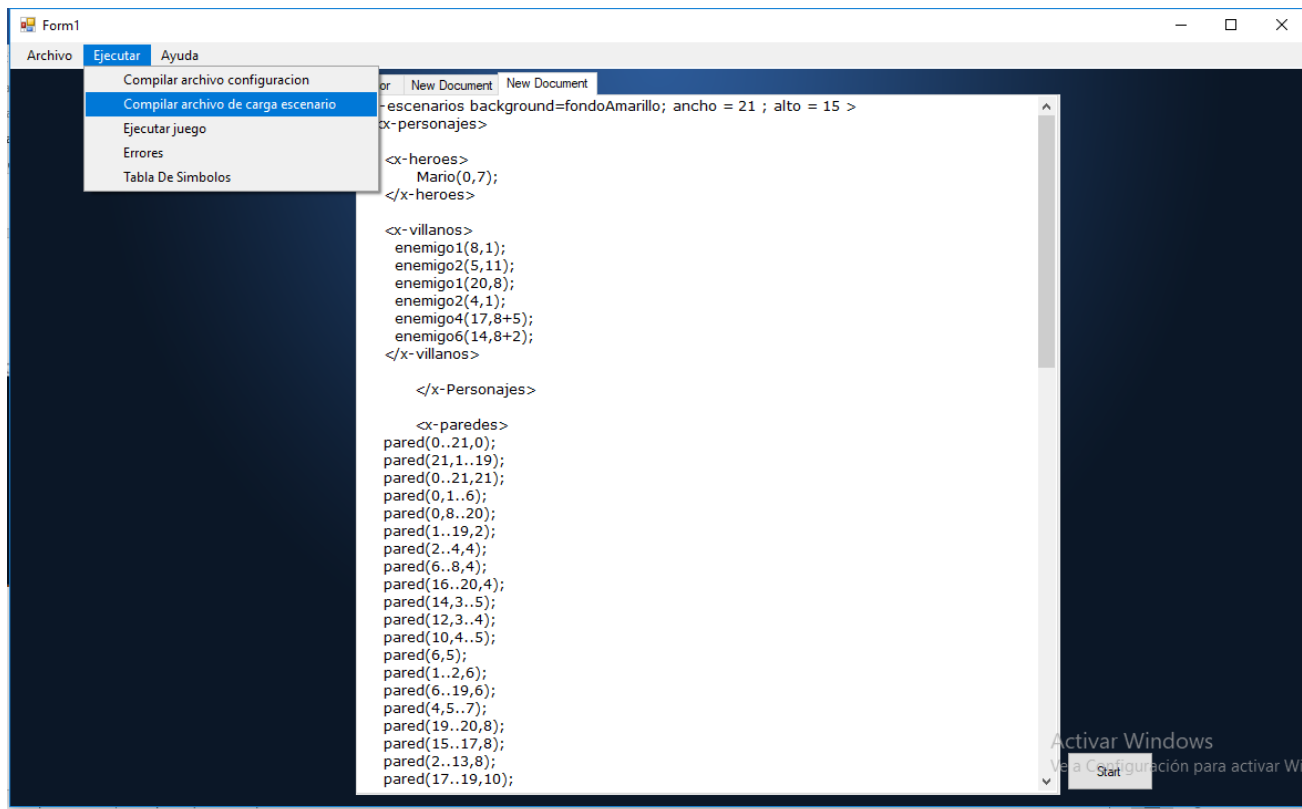 Form1
Archivo Ejecutar Ayuda
Compilar archivo configuracion
Compilar archivo de carga escenario
Ejecutar juego
Errores
Tabla De Simbolos
or New Document New Document
-escenarios background=fondoAmarillo; ancho = 21 ; alto = 15 >
<x-personajes>
<x-heroes>
Mario(0,7);
</x-heroes>
<x-villanos>
enemigo1(8,1);
enemigo2(5,11);
enemigo1(20,8);
enemigo2(4,1);
enemigo4(17,8+5);
enemigo6(14,8+2);
</x-villanos>
</x-Personajes>
<x-paredes>
pared(0..21,0);
pared(21,1..19);
pared(0..21,21);
pared(0,1..6);
pared(0,8..20);
pared(1..19,2);
pared(2..4,4);
pared(6..8,4);
pared(16..20,4);
pared(14,3..5);
pared(12,3..4);
pared(10,4..5);
pared(6,5);
pared(1..2,6);
pared(6..19,6);
pared(4,5..7);
pared(19..20,8);
pared(15..17,8);
pared(2..13,8);
pared(17..19,10);
Activar Windows
Ve a Configuración para activar Wi
Start